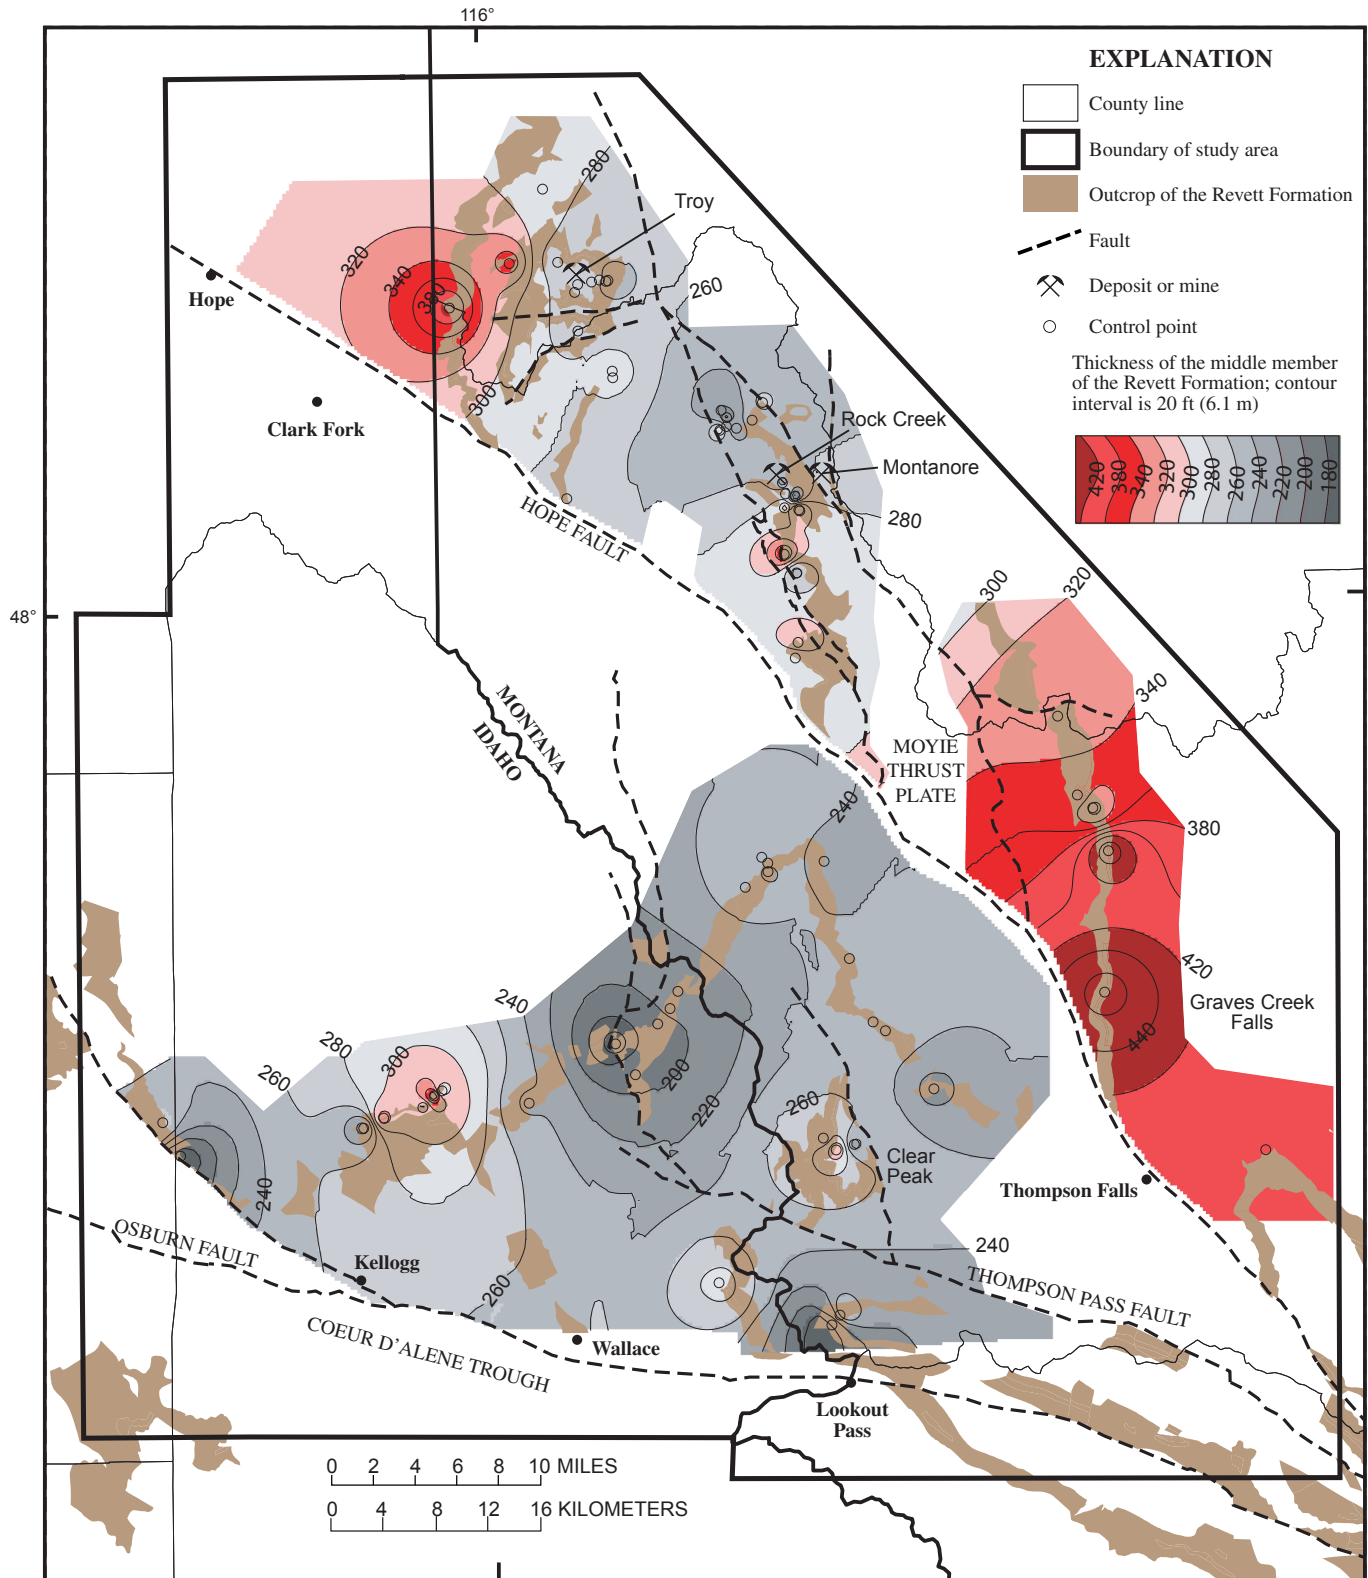 116°
EXPLANATION
County line
Boundary of study area
Outcrop of the Revett Formation
Fault
Deposit or mine
Control point
Thickness of the middle member
of the Revett Formation; contour
interval is 20 ft (6.1 m)
420
380
340
320
300
280
260
240
220
200
180
280
Troy
320
340
380
260
Hope
300
Clark Fork
Rock Creek
Montanore
HOPE FAULT
280
48°
300
320
340
MONTANA
IDAHO
MOYIE
THRUST
PLATE
240
380
420
Graves Creek
Falls
440
240
280
300
260
200
220
260
Clear
Peak
Thompson Falls
240
OSBURN FAULT
Kellogg
260
240
THOMPSON PASS FAULT
COEUR D'ALENE TROUGH
Wallace
Lookout
Pass
0 2 4 6 8 10 MILES
0 4 8 12 16 KILOMETERS